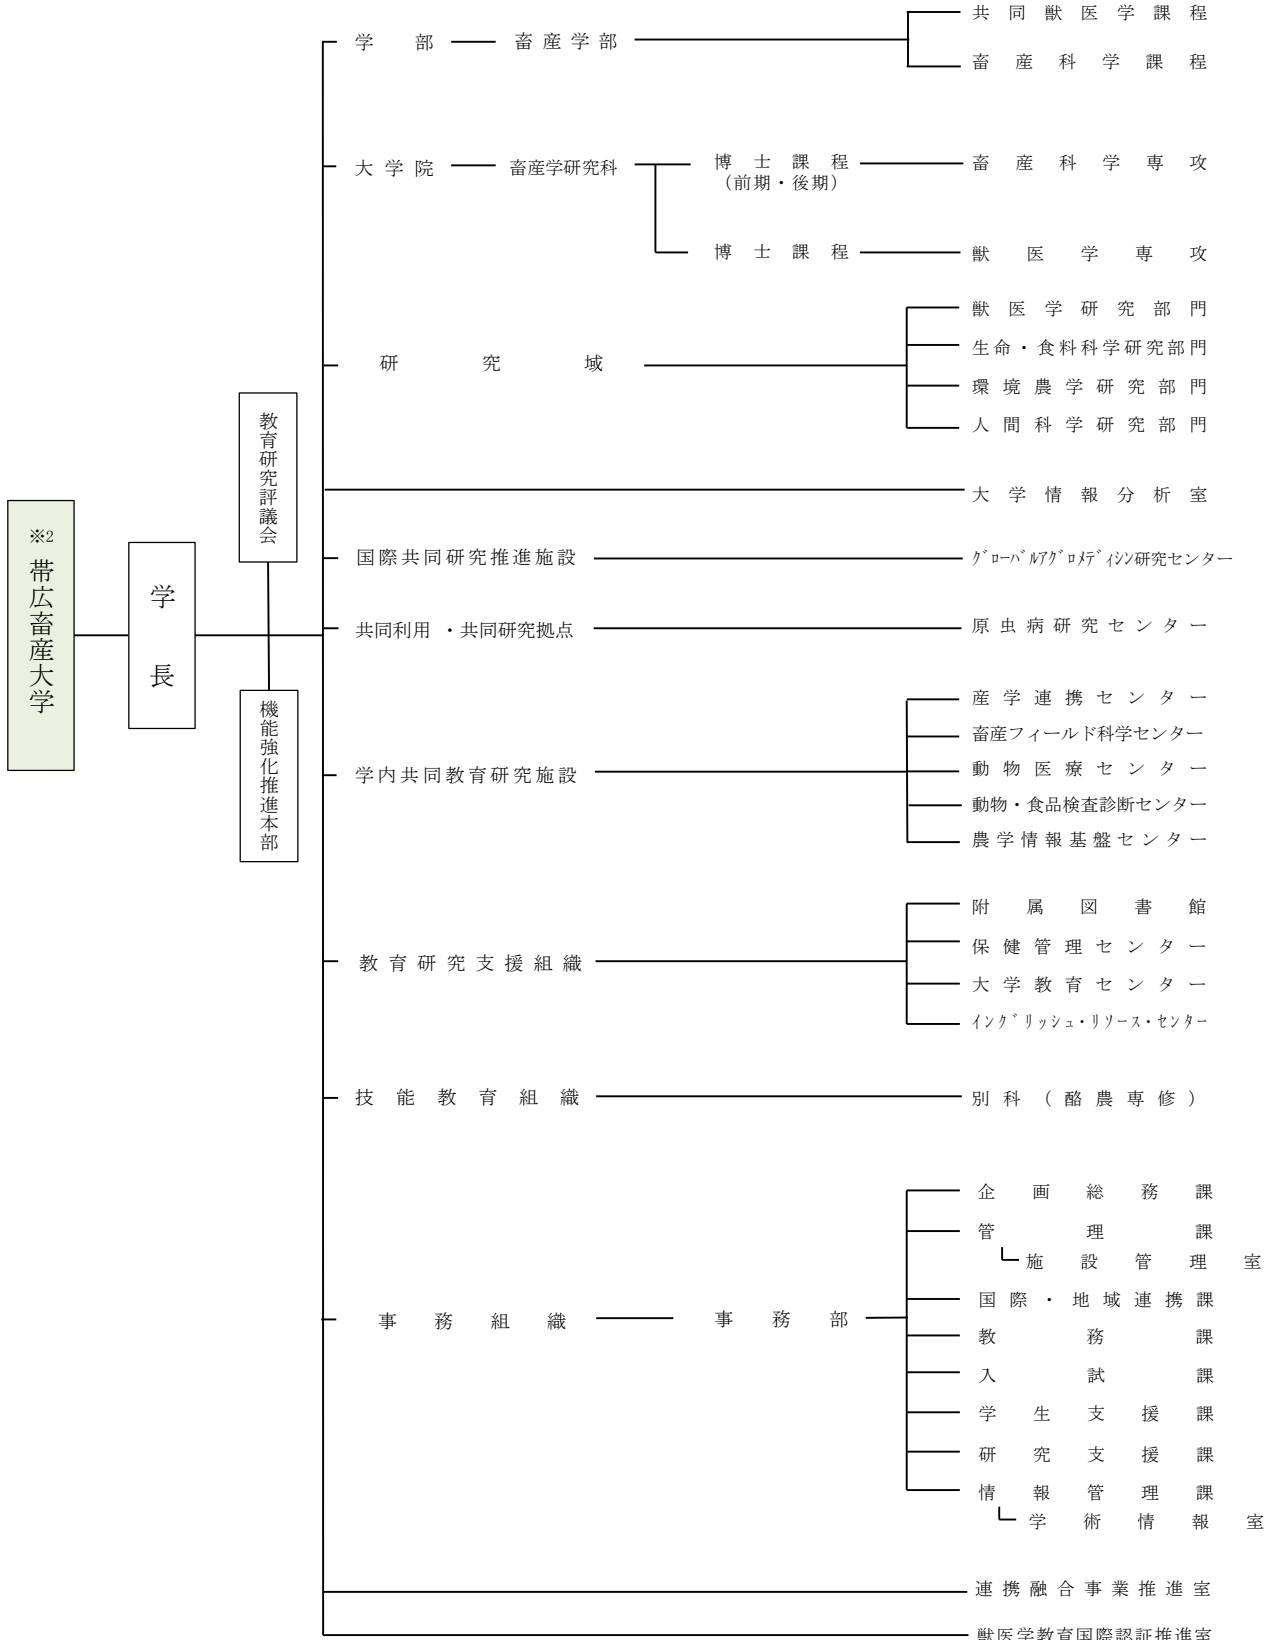 ※2
帯広畜産大学
学長
教育研究評議会
機能強化推進本部
学部
畜産学部
共同獣医学課程
畜産科学課程
大学院
畜産学研究科
博士課程
(前期・後期)
畜産科学専攻
博士課程
獣医学専攻
研究域
獣医学研究部門
生命・食料科学研究部門
環境農学研究部門
人間科学研究部門
大学情報分析室
国際共同研究推進施設
グローバルアグロメディシン研究センター
共同利用・共同研究拠点
原虫病研究センター
学内共同教育研究施設
産学連携センター
畜産フィールド科学センター
動物医療センター
動物・食品検査診断センター
農学情報基盤センター
教育研究支援組織
附属図書館
保健管理センター
大学教育センター
イングリッシュ・リソース・センター
技能教育組織
別科(酪農専修)
事務組織
事務部
企画総務課
管理課
施設管理室
国際・地域連携課
教務課
入試課
学生支援課
研究支援課
情報管理課
学術情報室
連携融合事業推進室
獣医学教育国際認証推進室